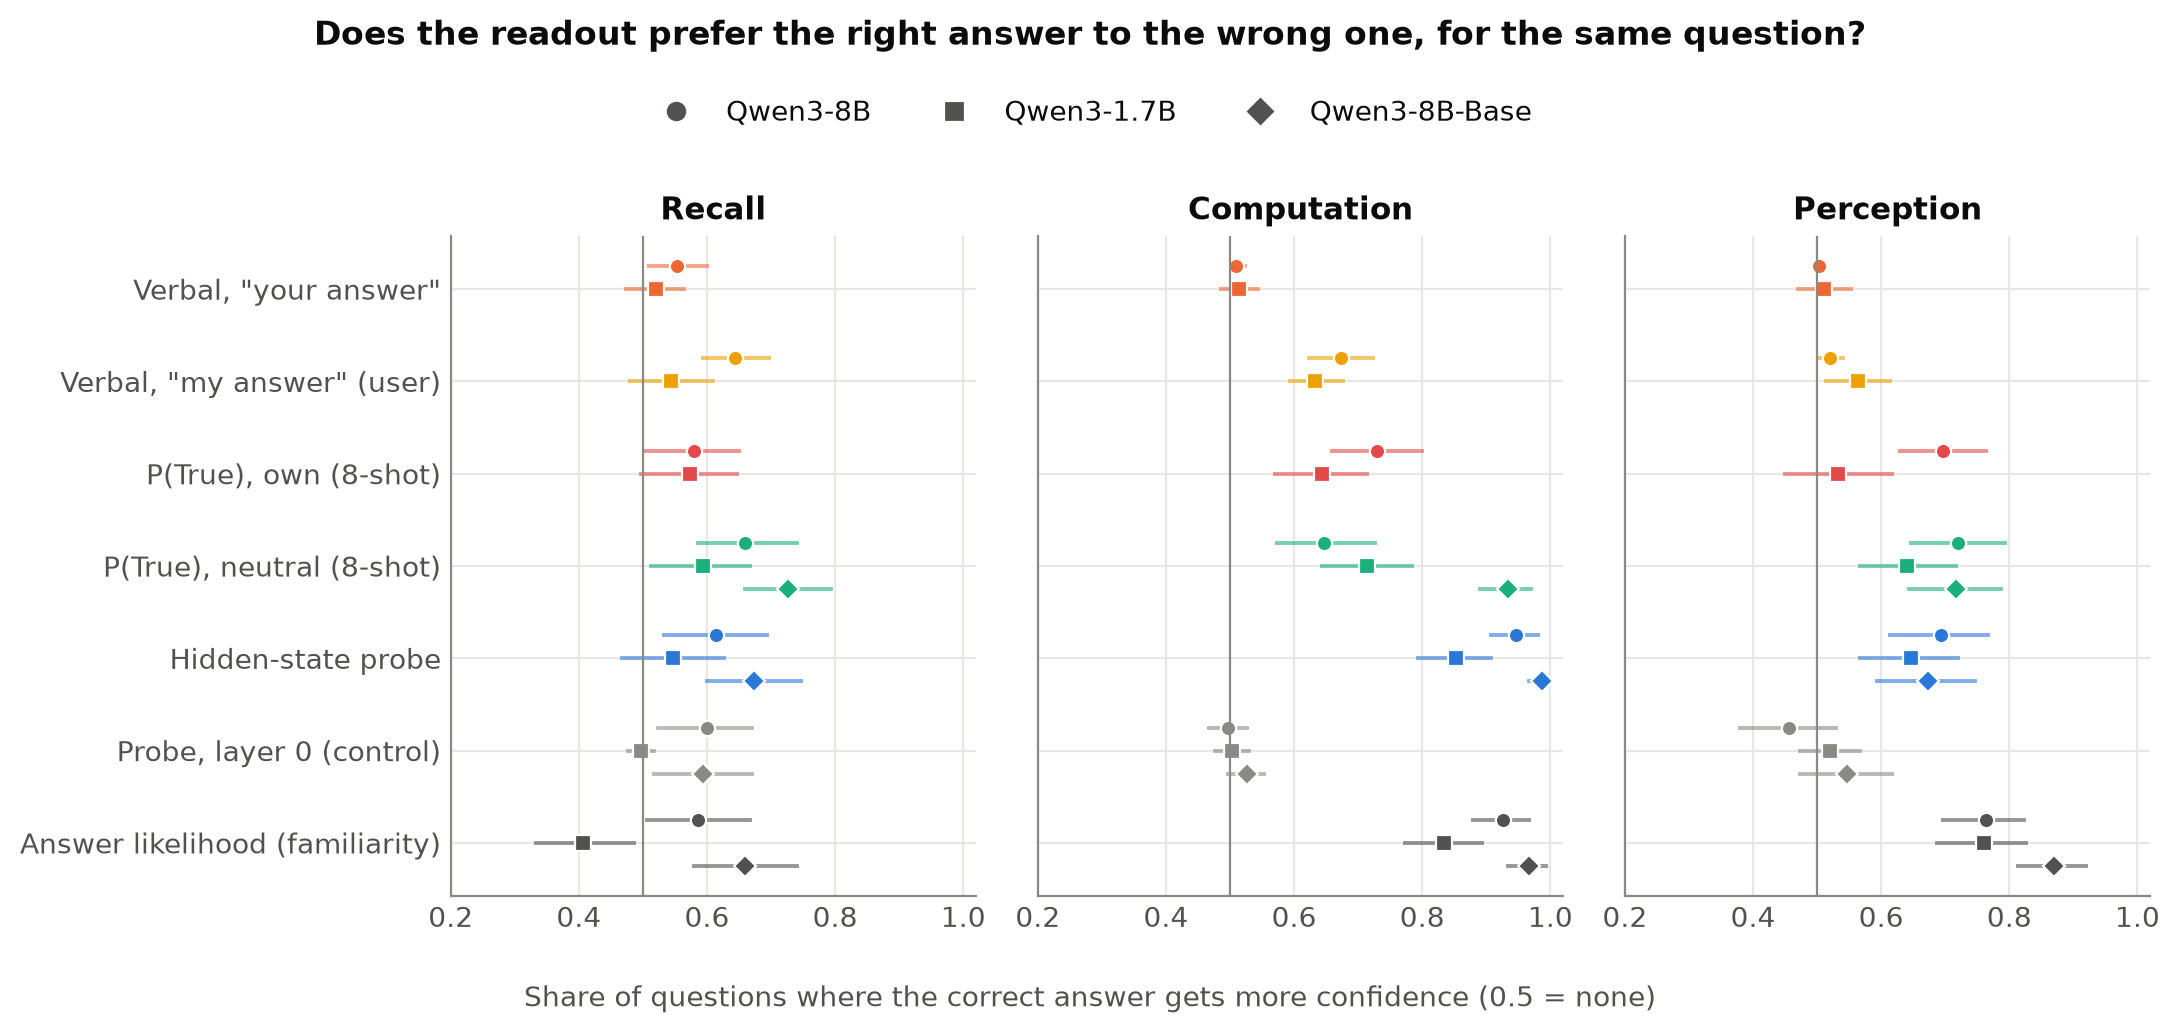 Does the readout prefer the right answer to the wrong one, for the same question?
Qwen3-8B
Qwen3-1.7B
Qwen3-8B-Base
Recall
Computation
Perception
Verbal, "your answer"
Verbal, "my answer" (user)
P(True), own (8-shot)
P(True), neutral (8-shot)
Hidden-state probe
Probe, layer 0 (control)
Answer likelihood (familiarity)
0.2 0.4 0.6 0.8 1.0
0.2 0.4 0.6 0.8 1.0
0.2 0.4 0.6 0.8 1.0
Share of questions where the correct answer gets more confidence (0.5 = none)